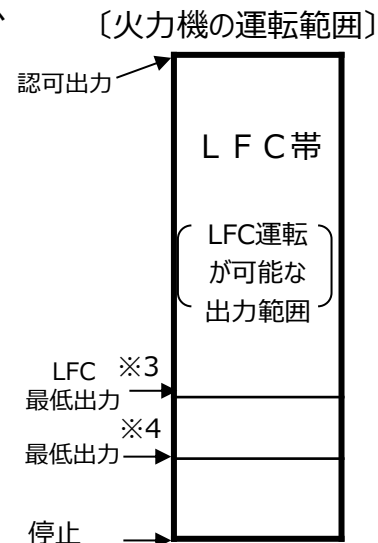 〔火力機の運転範囲〕
認可出力
ＬＦＣ帯
LFC運転
が可能な
出力範囲
LFC ※3
最低出力
※4
最低出力
停止